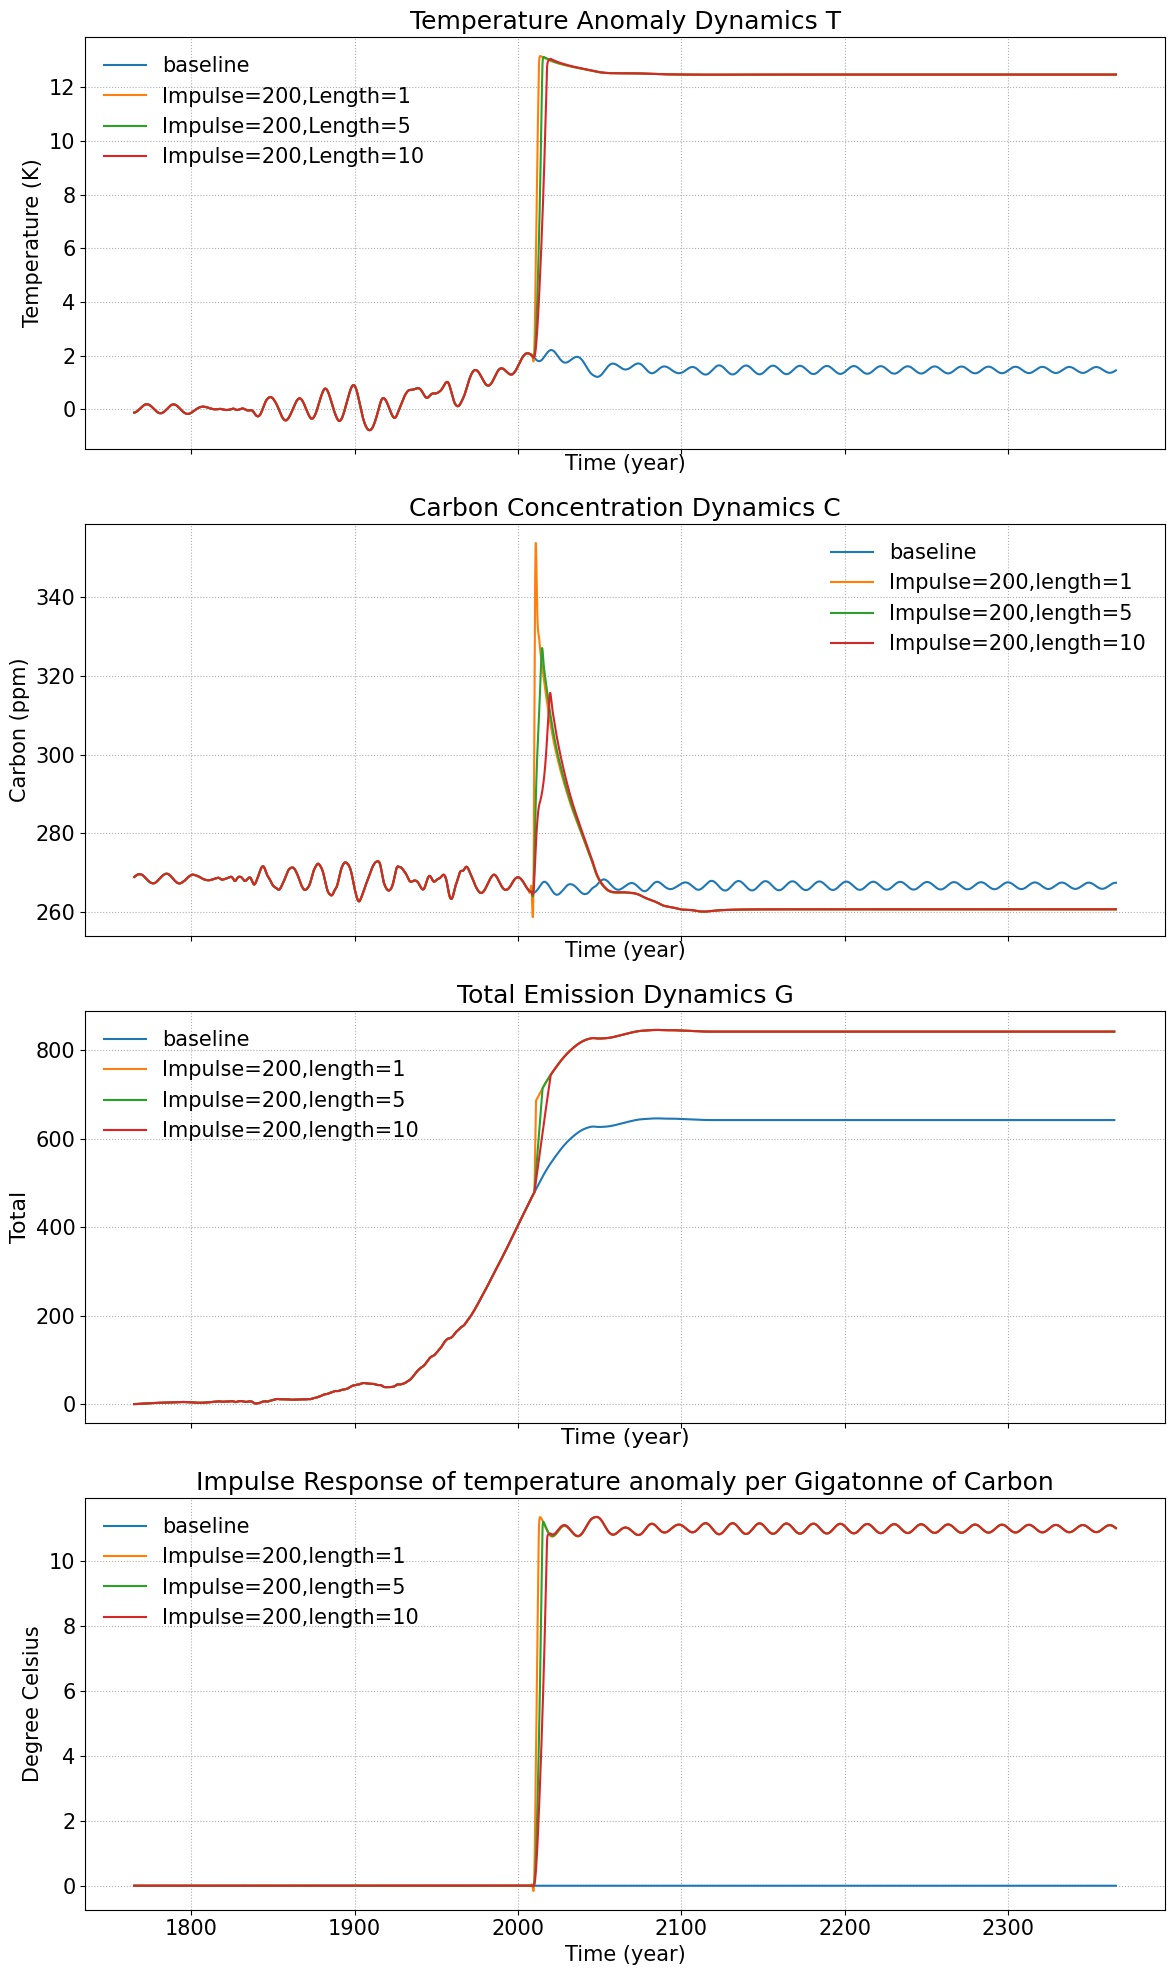 Temperature Anomaly Dynamics T
baseline
Impulse=200,Length=1
Impulse=200,Length=5
Impulse=200,Length=10
12
10
8
6
4
2
0
Temperature (K)
Time (year)
Carbon Concentration Dynamics C
baseline
Impulse=200,length=1
Impulse=200,length=5
Impulse=200,length=10
340
320
300
280
260
Carbon (ppm)
Time (year)
Total Emission Dynamics G
baseline
Impulse=200,length=1
Impulse=200,length=5
Impulse=200,length=10
800
600
400
200
0
Total
Time (year)
Impulse Response of temperature anomaly per Gigatonne of Carbon
baseline
Impulse=200,length=1
Impulse=200,length=5
Impulse=200,length=10
10
8
6
4
2
0
Degree Celsius
1800 1900 2000 2100 2200 2300
Time (year)